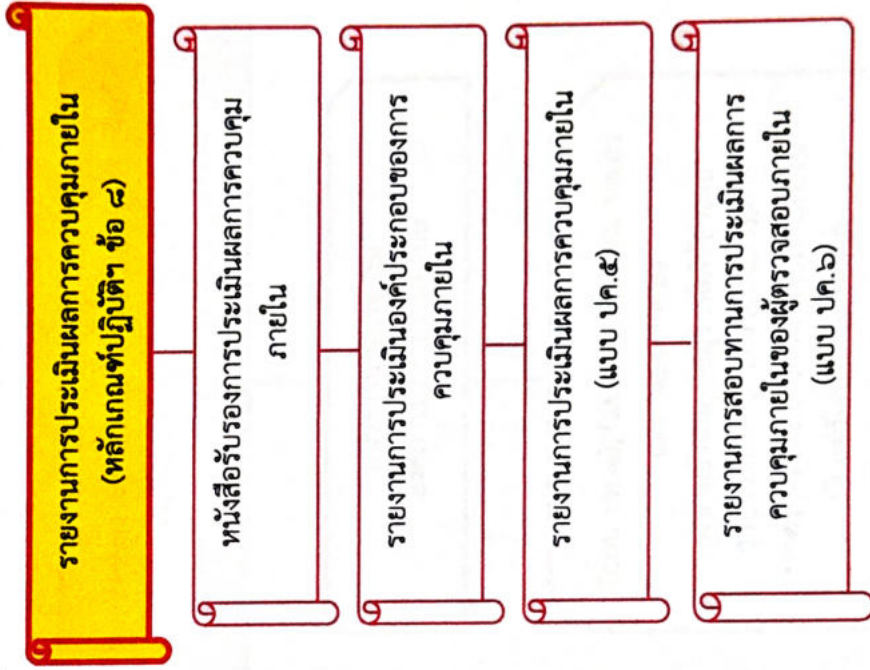 รายงานการประเมินผลการควบคุมภายใน
(หลักเกณฑ์ปฏิบัติฯ ข้อ ๘)
หนังสือรับรองการประเมินผลการควบคุม
ภายใน
รายงานการประเมินองค์ประกอบของการ
ควบคุมภายใน
รายงานการประเมินผลการควบคุมภายใน
(แบบ ปค.๕)
รายงานการสอบทานการประเมินผลการ
ควบคุมภายในของผู้ตรวจสอบภายใน
(แบบ ปค.๖)